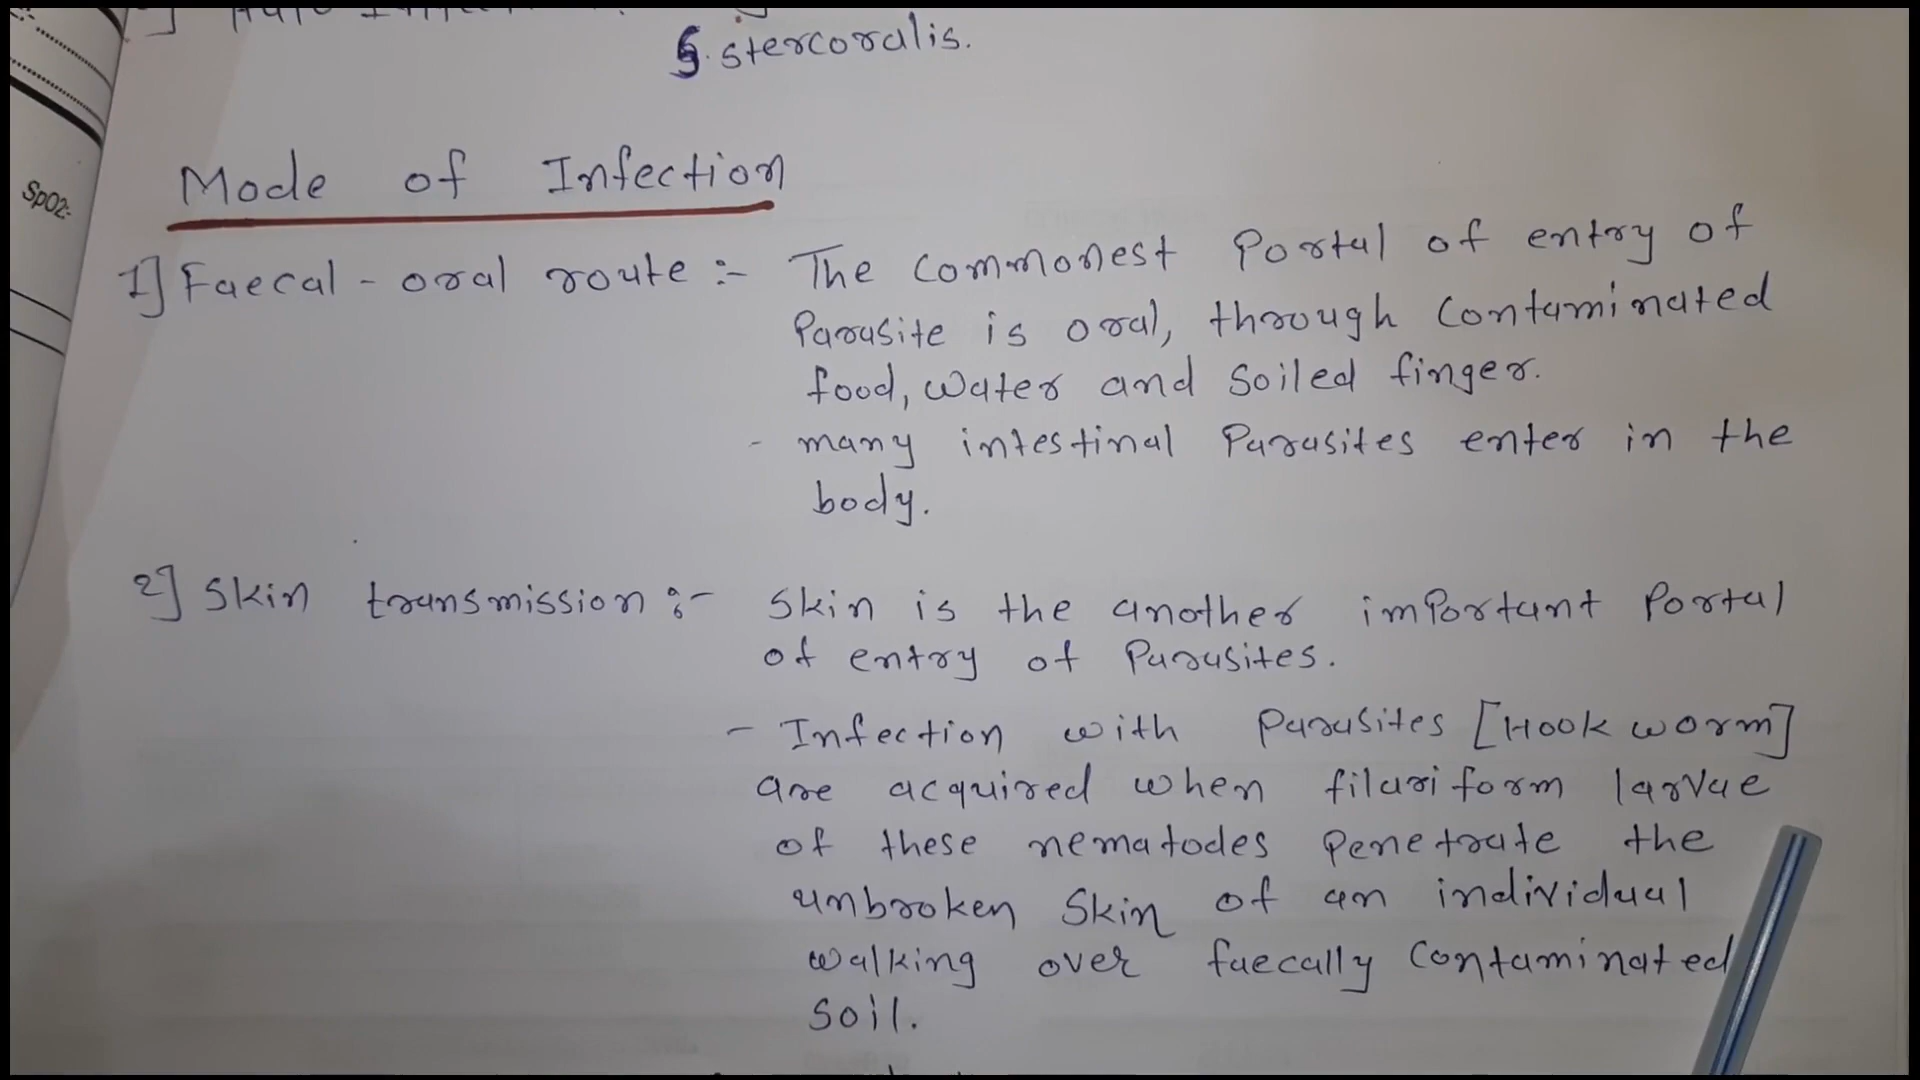 S. stercoralis.
SpO2:-
Mode of Infection
1] Faecal - oral route :- The commonest Portal of entry of
Parasite is oral, through contaminated
food, water and soiled finger.
- many intestinal Parasites enter in the
body.
2] Skin transmission :- Skin is the another important Portal
of entry of Parasites.
- Infection with Parasites [Hook worm]
are acquired when filariform larvae
of these nematodes Penetrate the
unbroken Skin of an individual
walking over faecally contaminated
soil.